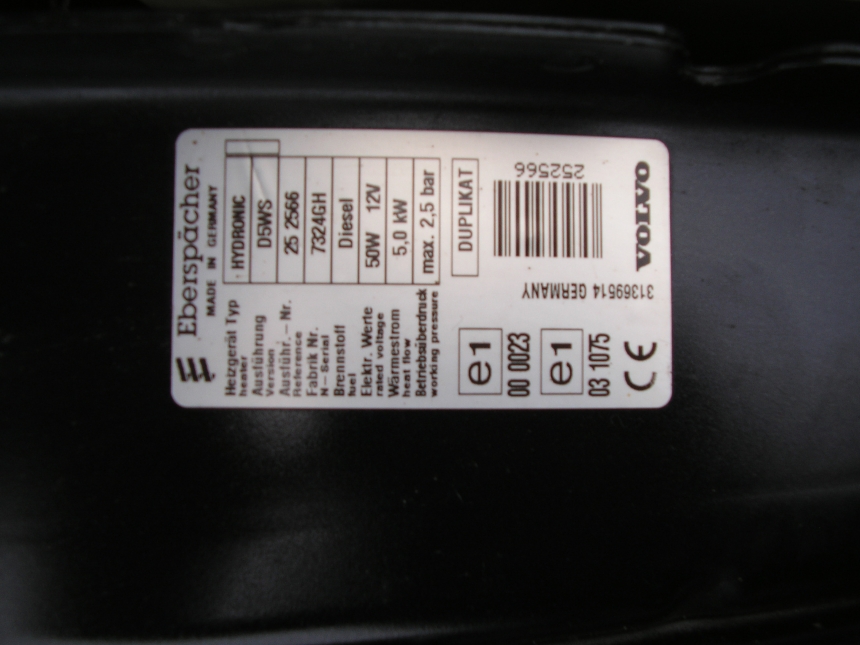 Eberspächer
MADE IN GERMANY
Heizgerät Typ HYDRONIC
heater
Ausführung D5WS
Version
Ausführ.-Nr. 25 2566
Reference
Fabrik Nr. 7324GH
N-Serial
Brennstoff Diesel
fuel
Elektr. Werte 50W 12V
rated voltage
Wärmestrom 5,0 kW
heat flow
Betriebsüberdruck max. 2,5 bar
working pressure
DUPLIKAT
e1
00 0023
e1
03 1075
CE
252566
31369514 GERMANY
VOLVO